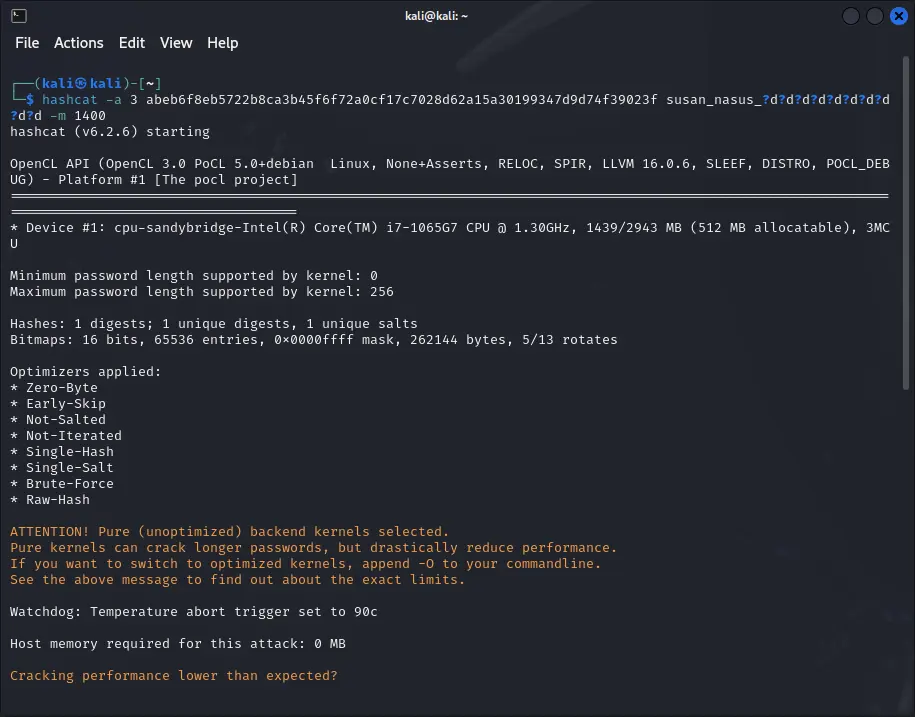 kali@kali: ~
File Actions Edit View Help
┌──(kali㉿kali)-[~]
└─$ hashcat -a 3 abeb6f8eb5722b8ca3b45f6f72a0cf17c7028d62a15a30199347d9d74f39023f susan_nasus_?d?d?d?d?d?d?d?d
?d?d -m 1400
hashcat (v6.2.6) starting
OpenCL API (OpenCL 3.0 PoCL 5.0+debian  Linux, None+Asserts, RELOC, SPIR, LLVM 16.0.6, SLEEF, DISTRO, POCL_DEB
UG) - Platform #1 [The pocl project]
* Device #1: cpu-sandybridge-Intel(R) Core(TM) i7-1065G7 CPU @ 1.30GHz, 1439/2943 MB (512 MB allocatable), 3MC
U
Minimum password length supported by kernel: 0
Maximum password length supported by kernel: 256
Hashes: 1 digests; 1 unique digests, 1 unique salts
Bitmaps: 16 bits, 65536 entries, 0x0000ffff mask, 262144 bytes, 5/13 rotates
Optimizers applied:
* Zero-Byte
* Early-Skip
* Not-Salted
* Not-Iterated
* Single-Hash
* Single-Salt
* Brute-Force
* Raw-Hash
ATTENTION! Pure (unoptimized) backend kernels selected.
Pure kernels can crack longer passwords, but drastically reduce performance.
If you want to switch to optimized kernels, append -O to your commandline.
See the above message to find out about the exact limits.
Watchdog: Temperature abort trigger set to 90c
Host memory required for this attack: 0 MB
Cracking performance lower than expected?